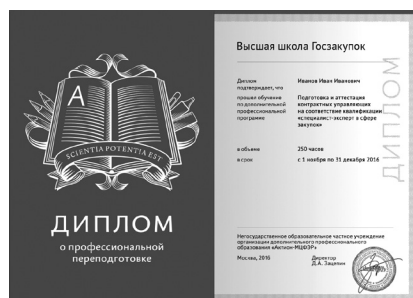 A
SCIENTIA POTENTIA EST
ДИПЛОМ
о профессиональной
переподготовке
Высшая школа Госзакупок
Диплом
подтверждает, что
Иванов Иван Иванович
прошел обучение
по дополнительной
профессиональной
программе
Подготовка и аттестация
контрактных управляющих
на соответствие квалификации
«специалист-эксперт в сфере
закупок»
в объеме
250 часов
в срок
с 1 ноября по 31 декабря 2016
ДИПЛОМ
Негосударственное образовательное частное учреждение
организация дополнительного профессионального
образования «Актион-МЦФЭР»
Москва, 2016
Директор
Д.А. Защепин